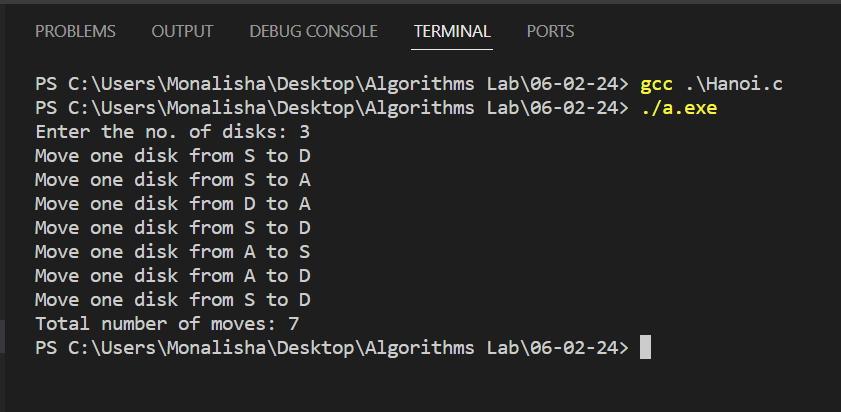 PROBLEMS OUTPUT DEBUG CONSOLE TERMINAL PORTS
PS C:\Users\Monalisha\Desktop\Algorithms Lab\06-02-24> gcc .\Hanoi.c
PS C:\Users\Monalisha\Desktop\Algorithms Lab\06-02-24> ./a.exe
Enter the no. of disks: 3
Move one disk from S to D
Move one disk from S to A
Move one disk from D to A
Move one disk from S to D
Move one disk from A to S
Move one disk from A to D
Move one disk from S to D
Total number of moves: 7
PS C:\Users\Monalisha\Desktop\Algorithms Lab\06-02-24>